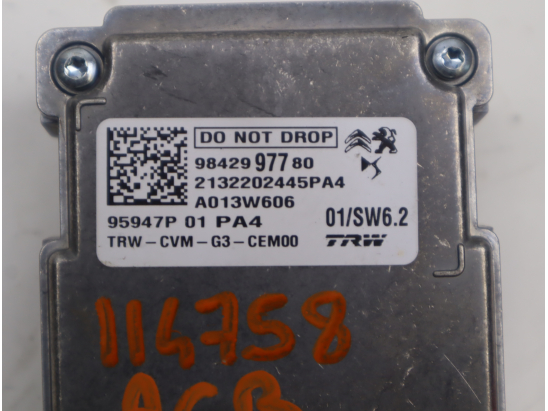 DO NOT DROP
98429 977 80
2132202445PA4
A013W606
95947P 01 PA4 01/SW6.2
TRW-CVM-G3-CEM00 TRW
114758
ACB